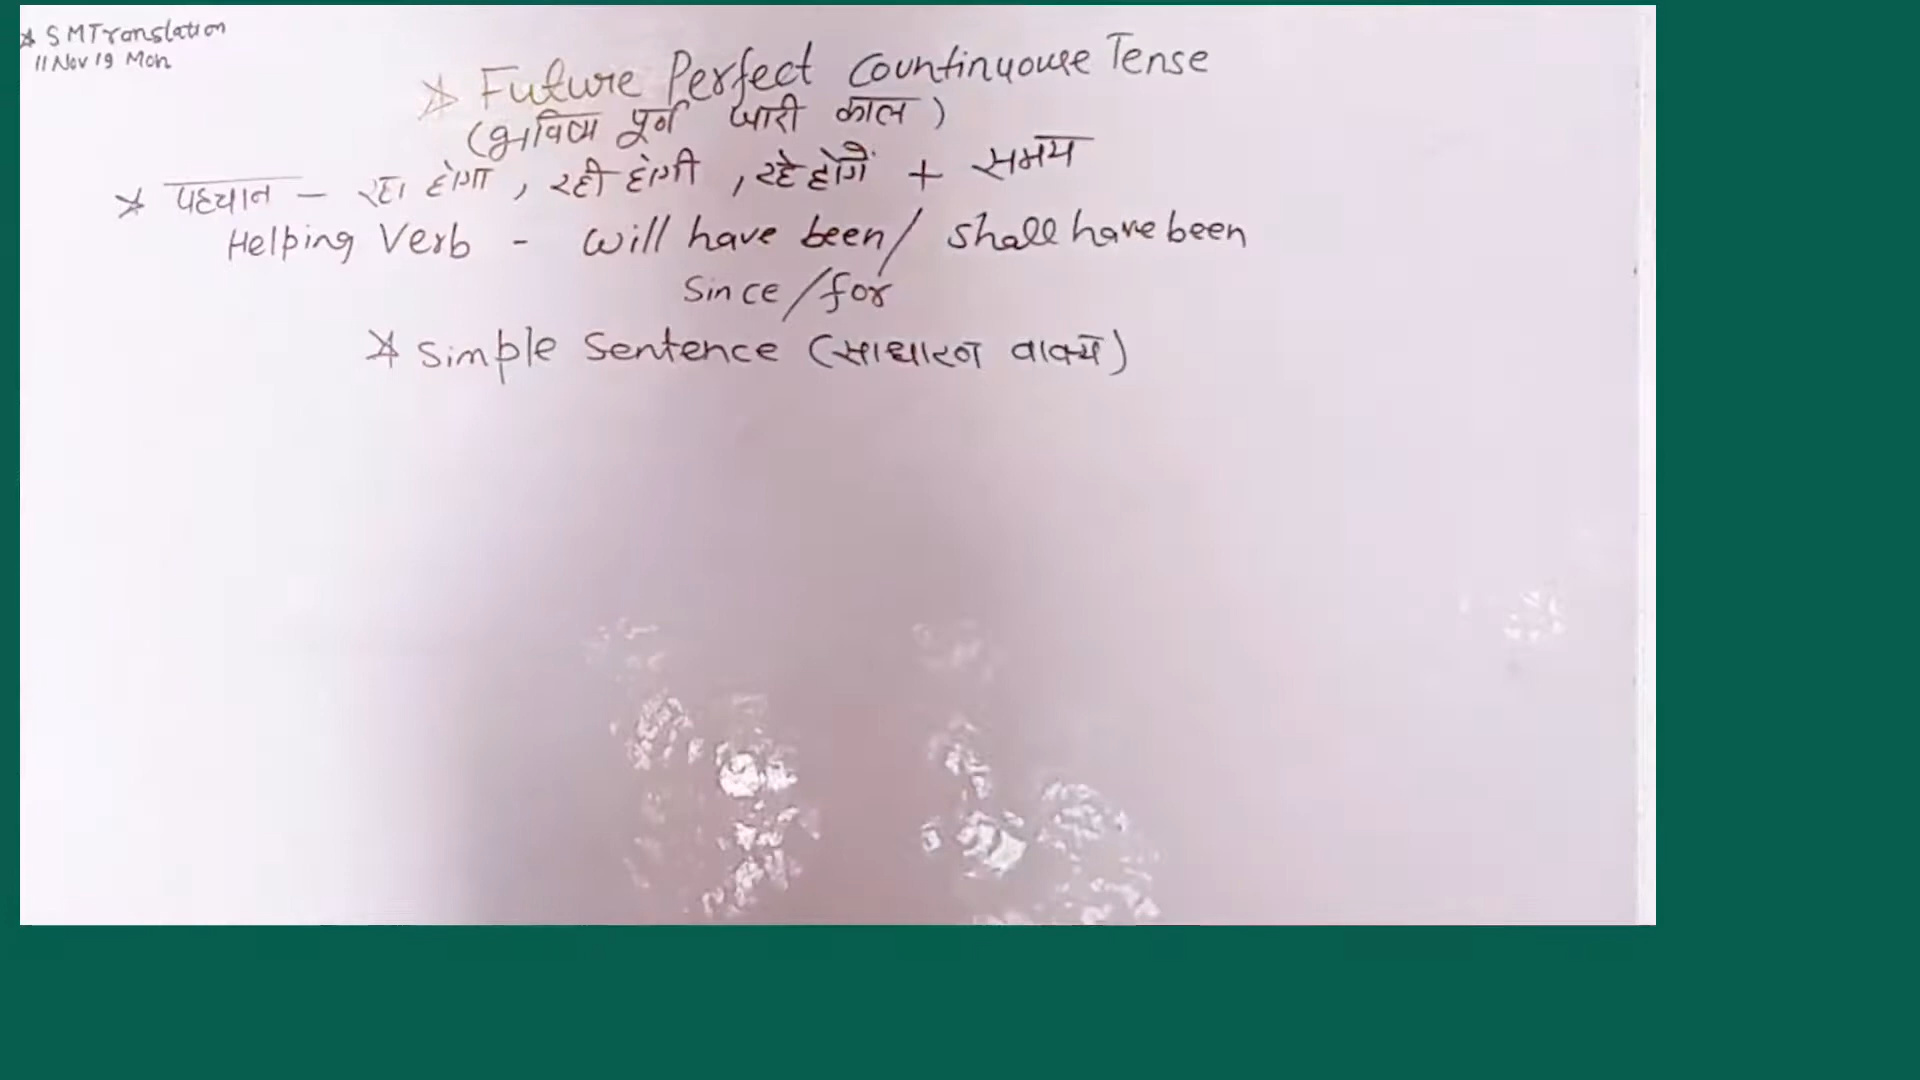 ☆ SMTranslation
11 Nov 19 Mon
☆ Future Perfect Countinuouse Tense
(भविष्य पूर्ण जारी काल)
☆ पहचान – रहा होगा, रही होगी, रहे होगें + समय
Helping Verb - will have been / shall have been
Since / for
☆ Simple Sentence (साधारण वाक्य)